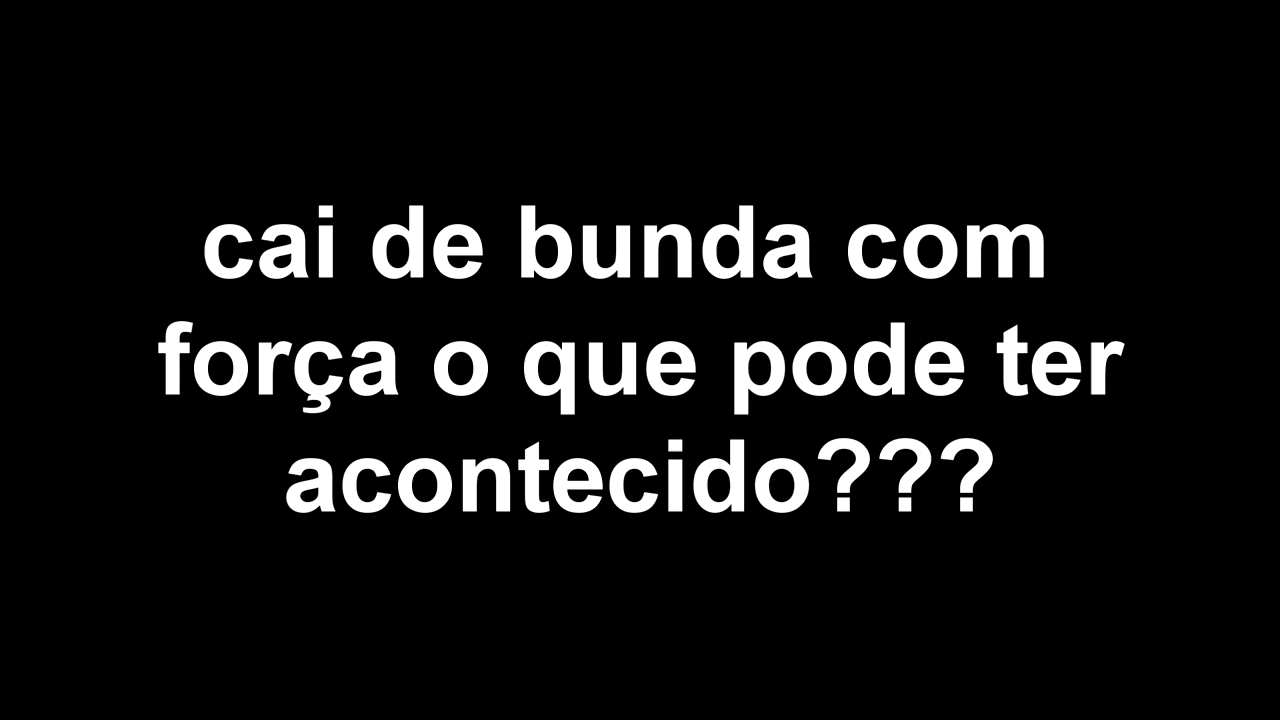 cai de bunda com
força o que pode ter
acontecido???